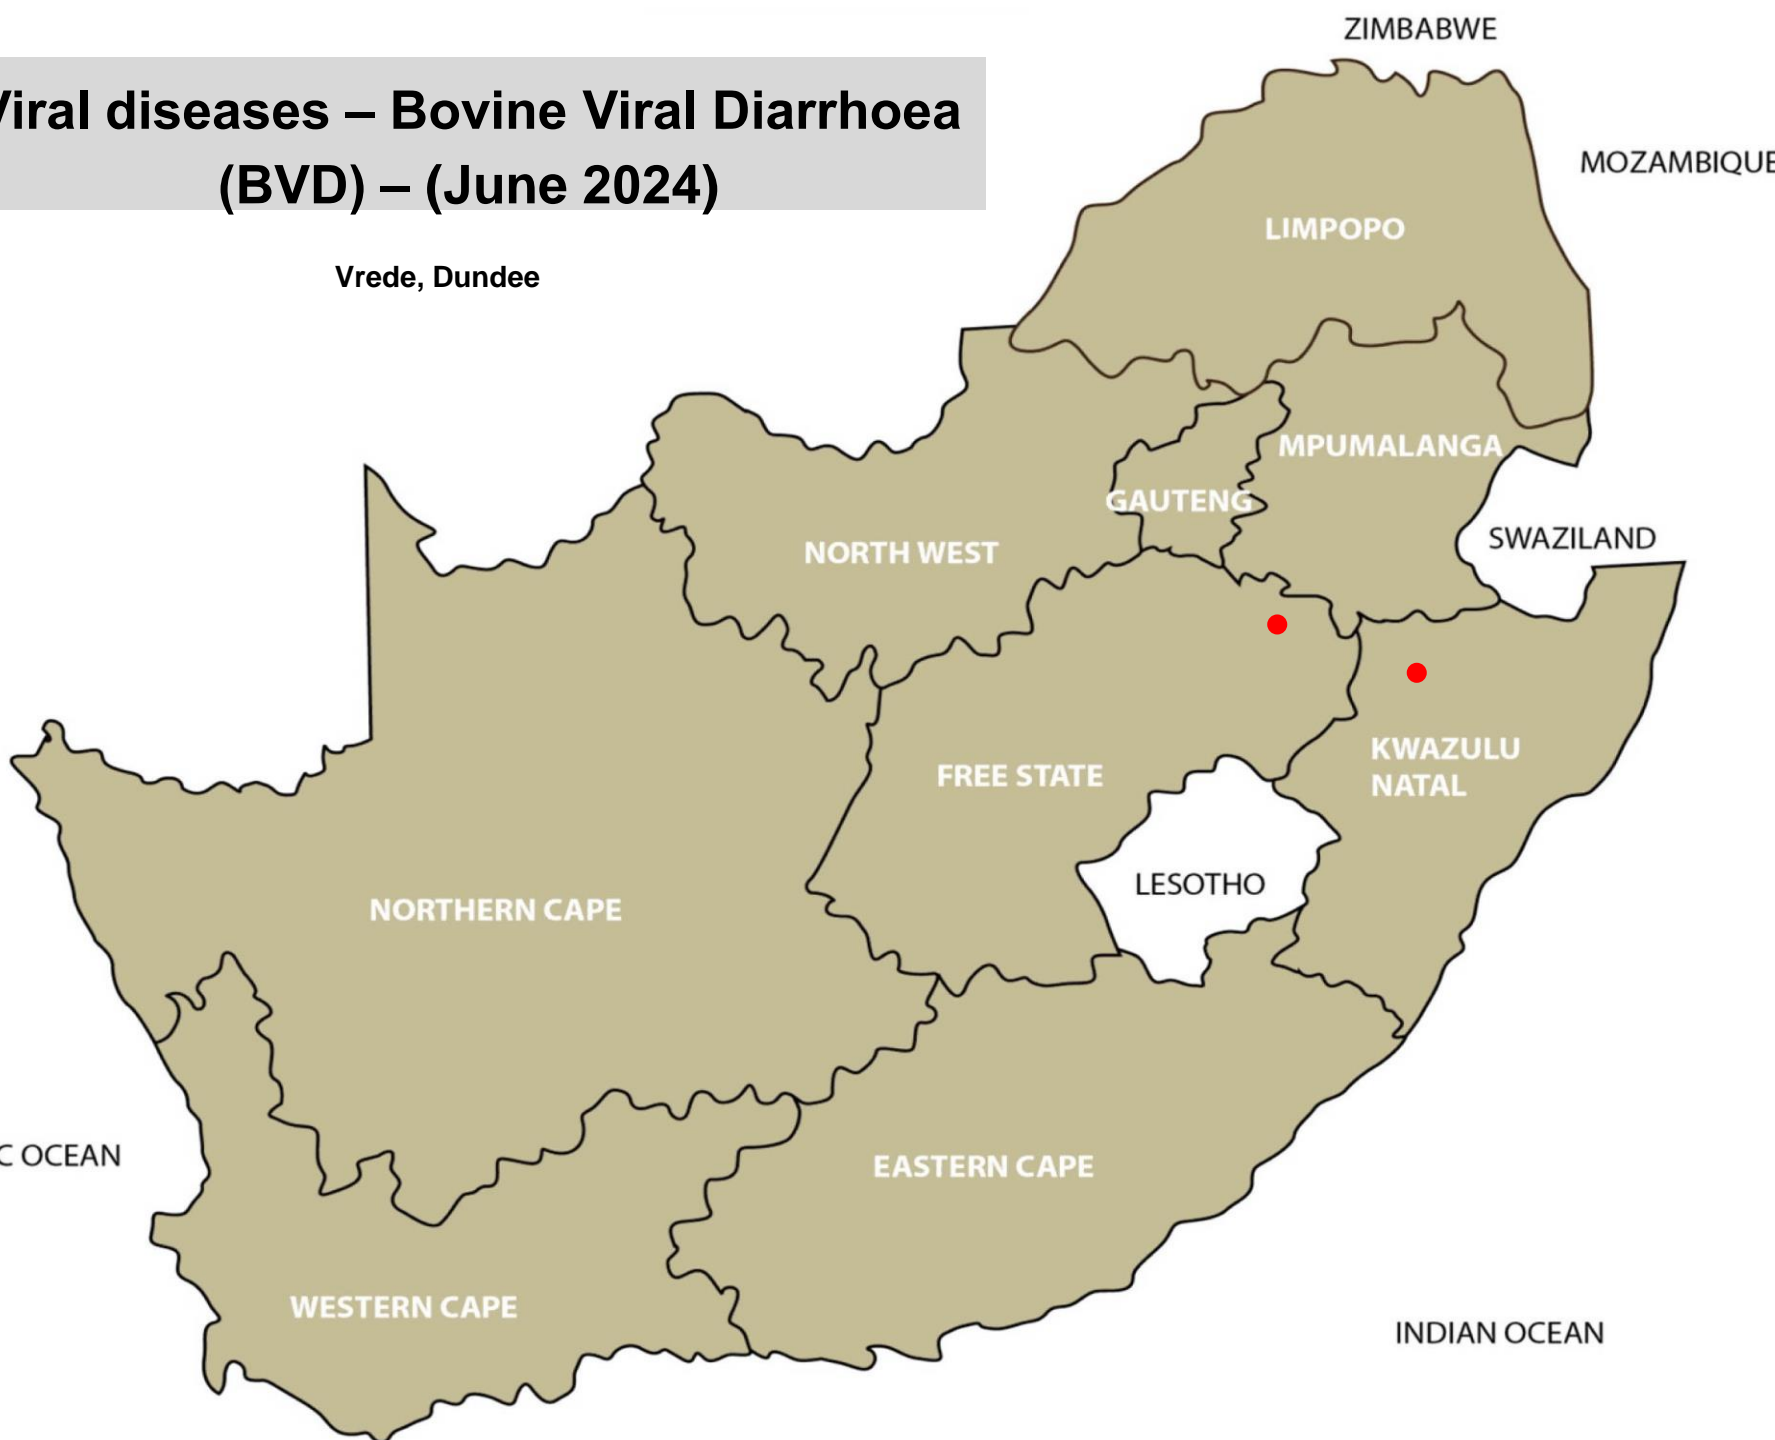 ZIMBABWE
Viral diseases – Bovine Viral Diarrhoea
(BVD) – (June 2024)
MOZAMBIQUE
LIMPOPO
Vrede, Dundee
MPUMALANGA
GAUTENG
SWAZILAND
NORTH WEST
KWAZULU
NATAL
FREE STATE
LESOTHO
NORTHERN CAPE
C OCEAN
EASTERN CAPE
WESTERN CAPE
INDIAN OCEAN